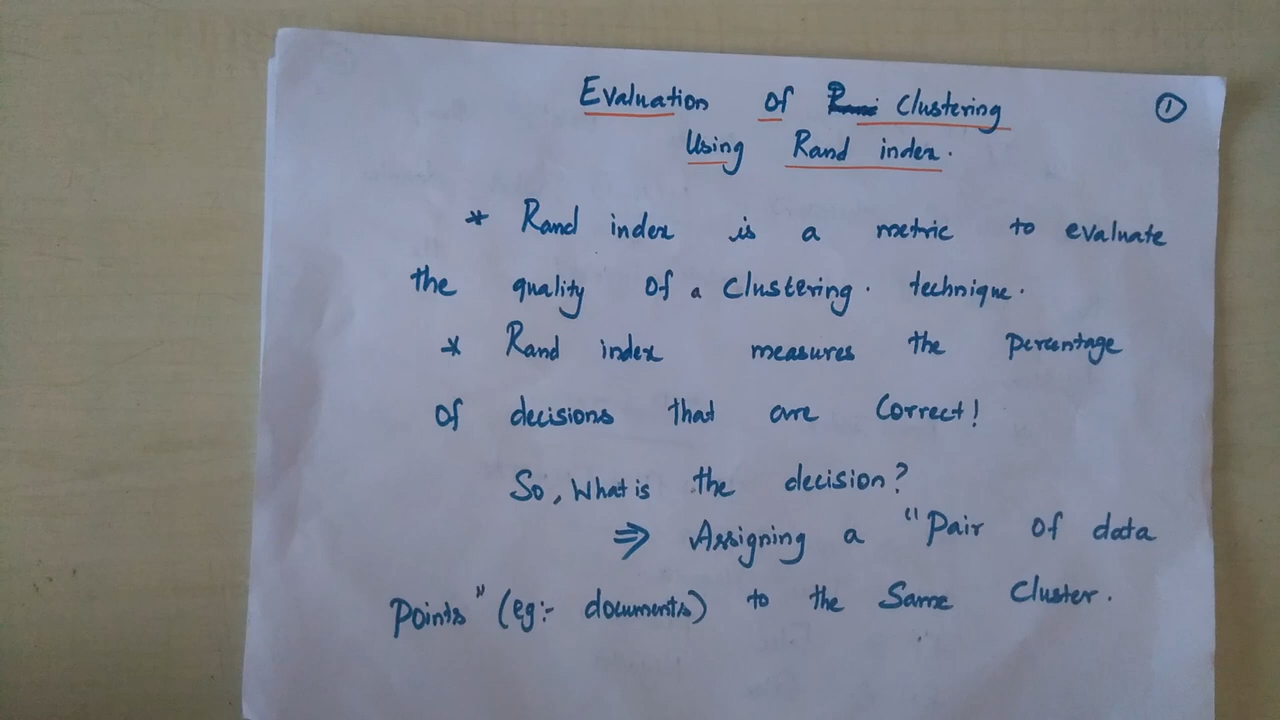 Evaluation of Clustering ①
Using Rand index.
* Rand index is a metric to evaluate
the quality of a clustering. technique.
* Rand index measures the percentage
of decisions that are Correct!
So, What is the decision?
⇒ Assigning a "Pair of data
Points" (eg:- documents) to the Same Cluster.